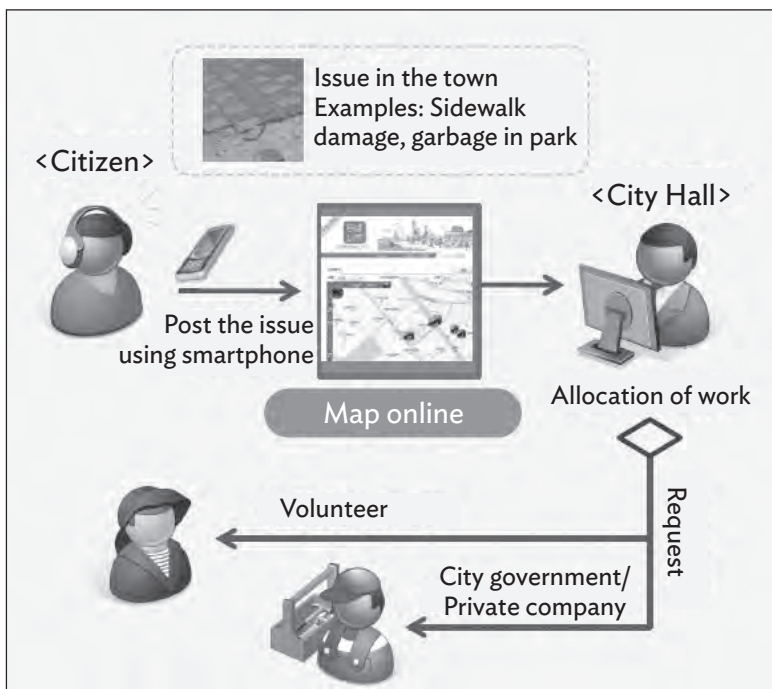 Issue in the town
Examples: Sidewalk
damage, garbage in park
<Citizen>
<City Hall>
Post the issue
using smartphone
Map online
Allocation of work
Request
Volunteer
City government/
Private company